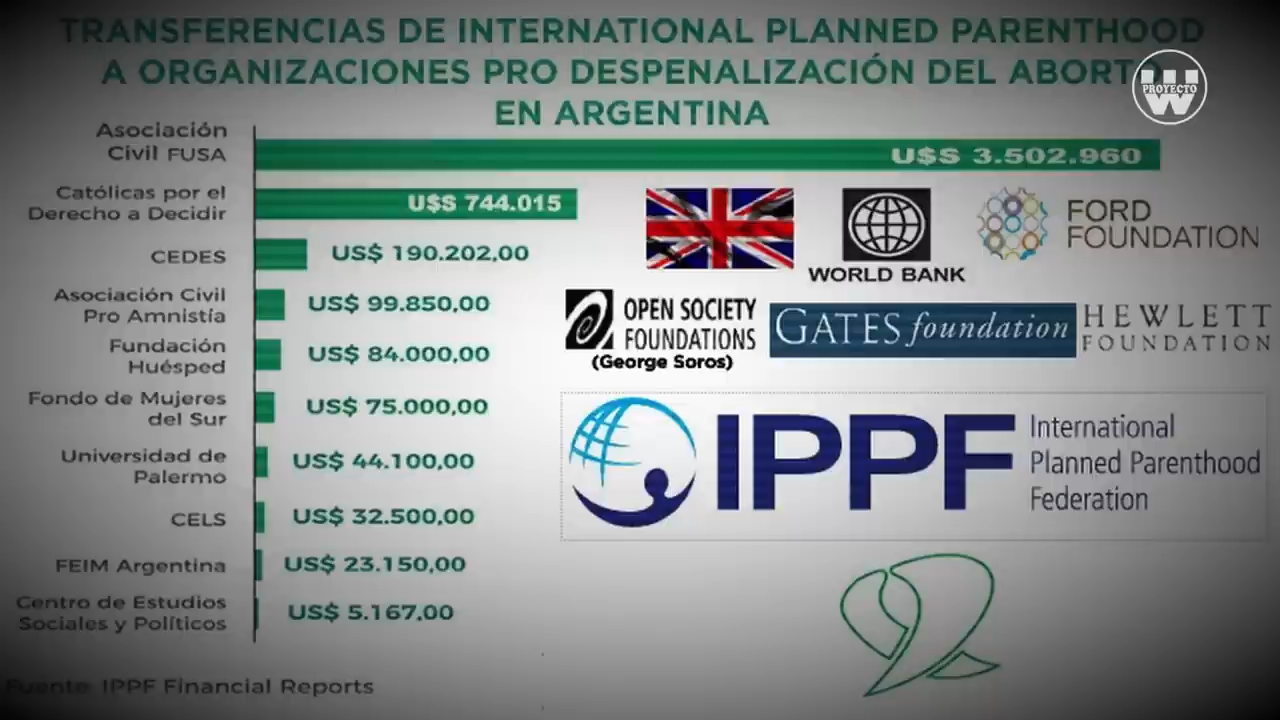 TRANSFERENCIAS DE INTERNATIONAL PLANNED PARENTHOOD
A ORGANIZACIONES PRO DESPENALIZACIÓN DEL ABORTO
EN ARGENTINA
PROYECTO
W
Asociación
Civil FUSA
U$S 3.502.960
Católicas por el
Derecho a Decidir
U$S 744.015
CEDES
US$ 190.202,00
Asociación Civil
Pro Amnistía
US$ 99.850,00
Fundación
Huésped
US$ 84.000,00
Fondo de Mujeres
del Sur
US$ 75.000,00
Universidad de
Palermo
US$ 44.100,00
CELS
US$ 32.500,00
FEIM Argentina
US$ 23.150,00
Centro de Estudios
Sociales y Políticos
US$ 5.167,00
Fuente: IPPF Financial Reports
WORLD BANK
FORD
FOUNDATION
OPEN SOCIETY
FOUNDATIONS
(George Soros)
GATES foundation
HEWLETT
FOUNDATION
IPPF
International
Planned Parenthood
Federation